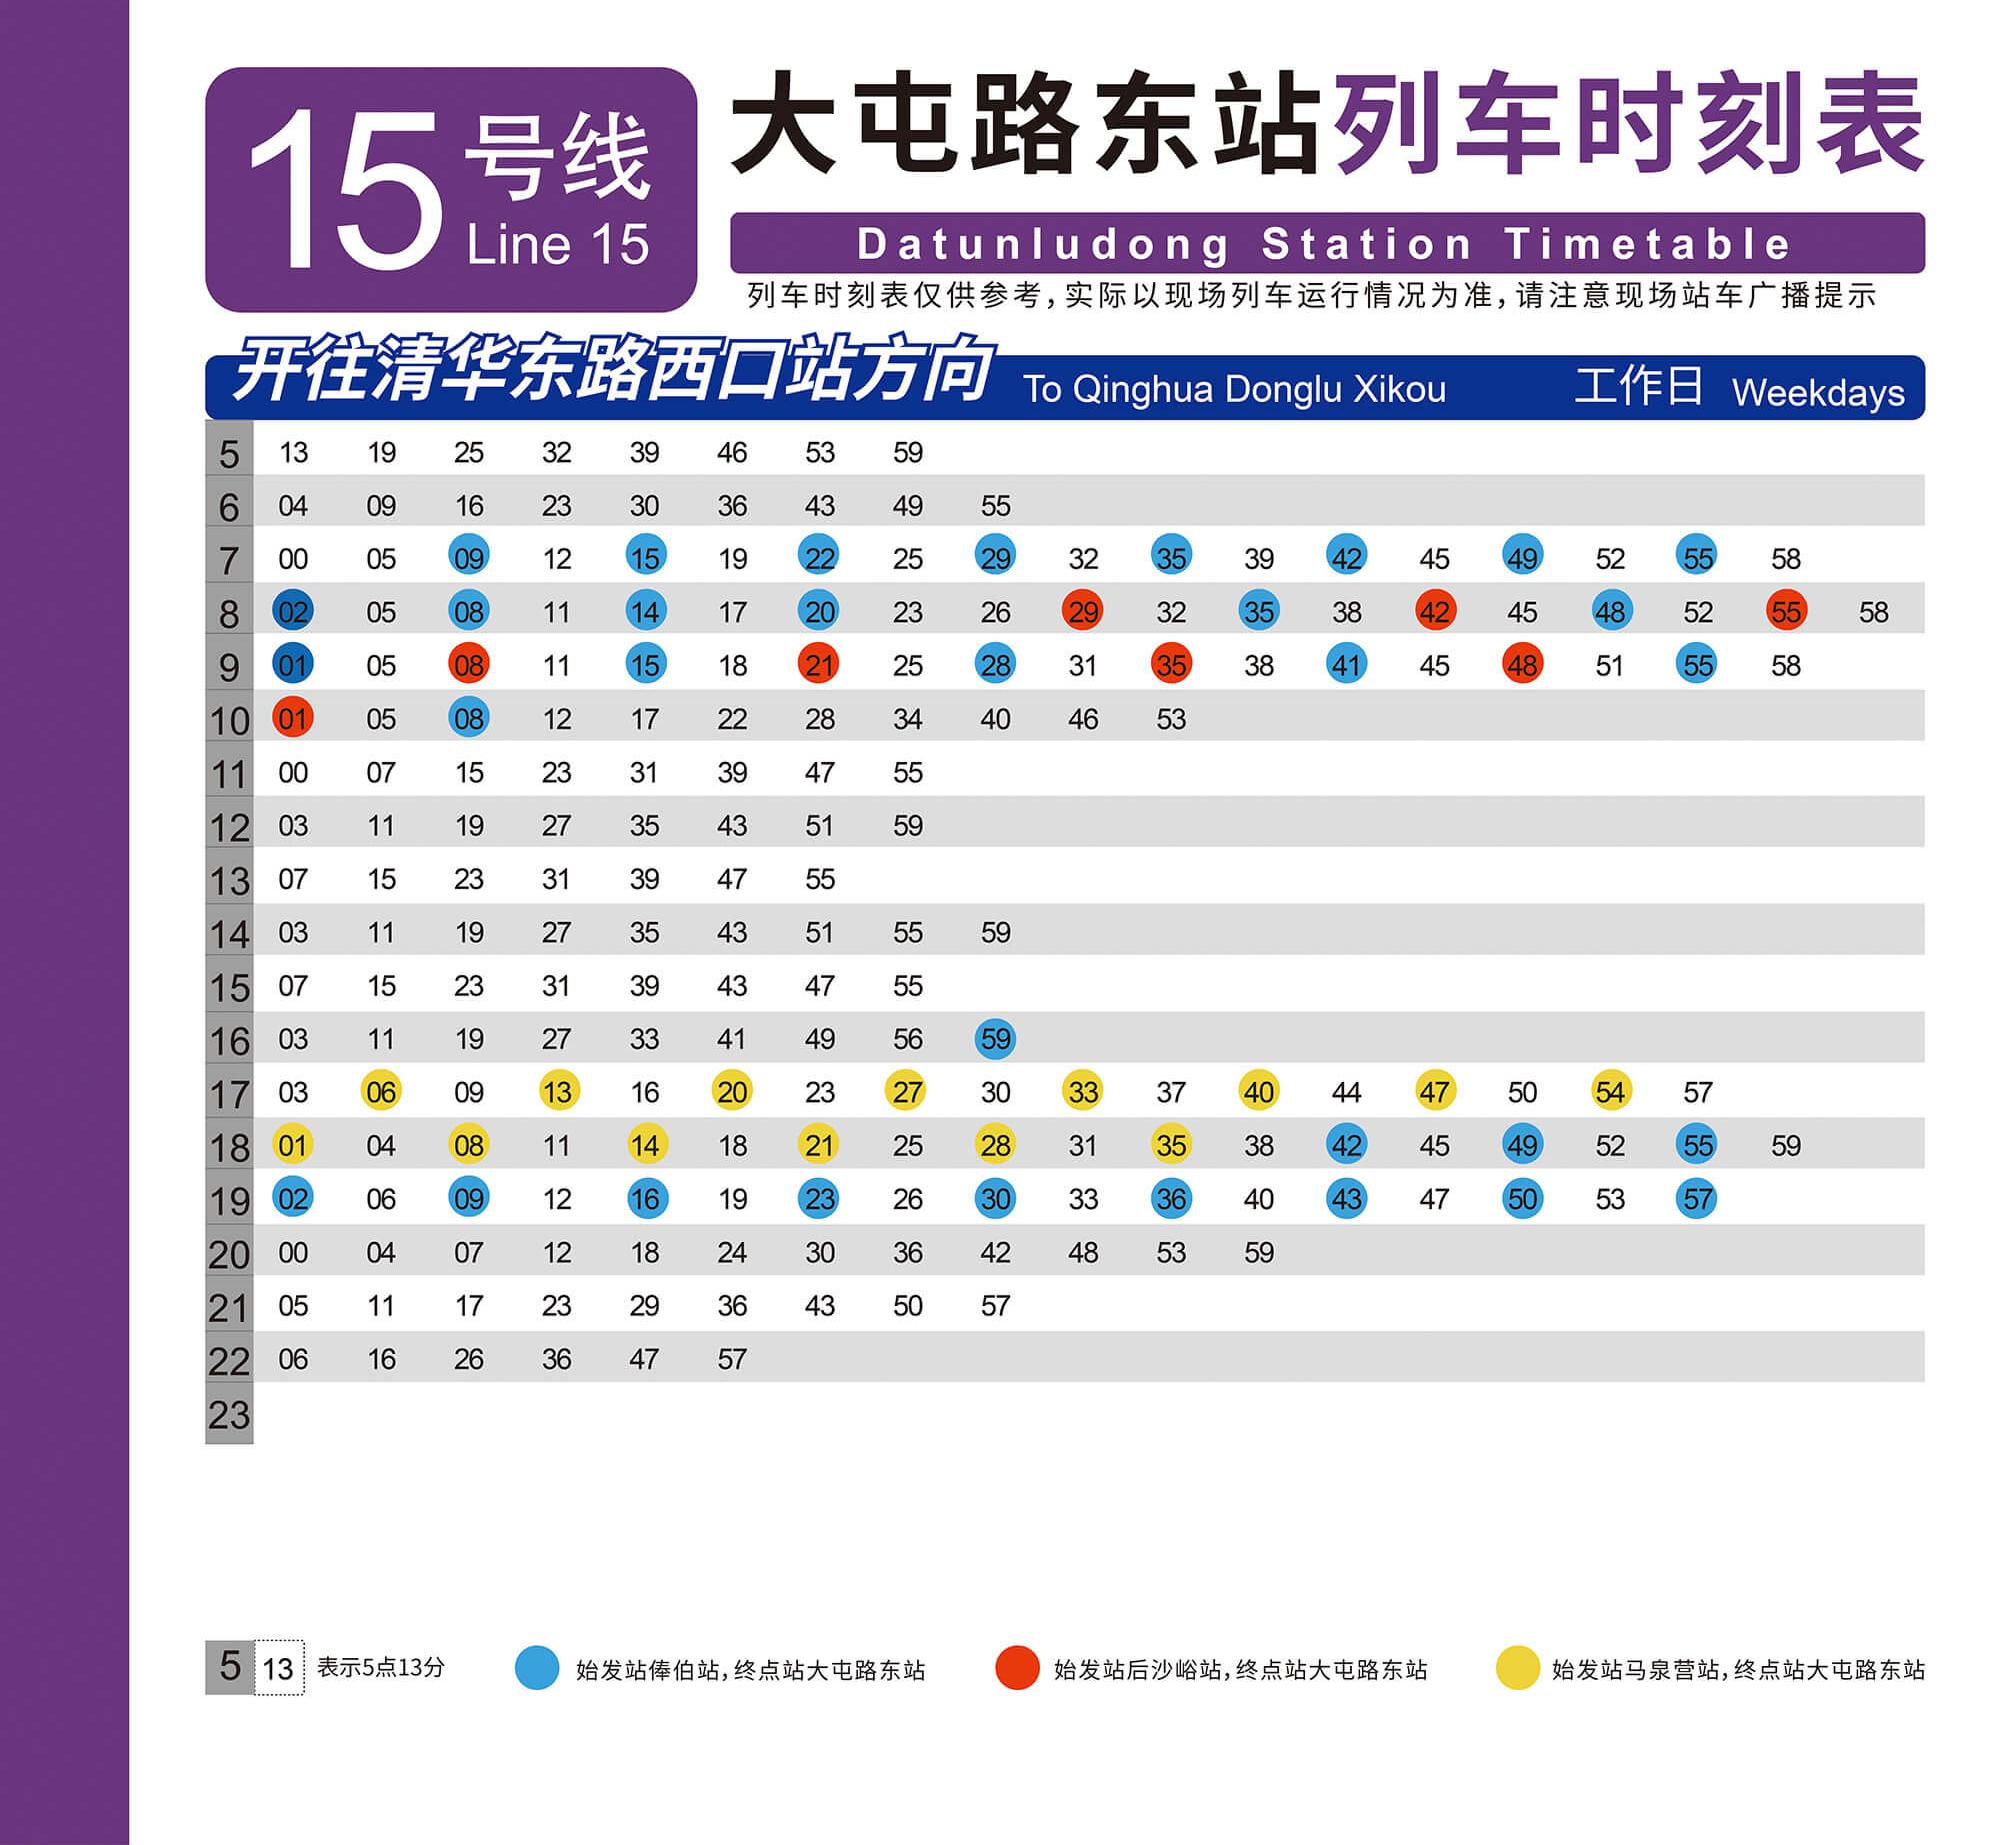 15号线
Line 15
大屯路东站列车时刻表
Datunludong Station Timetable
列车时刻表仅供参考,实际以现场列车运行情况为准,请注意现场站车广播提示
开往清华东路西口站方向 To Qinghua Donglu Xikou 工作日 Weekdays
5 13 19 25 32 39 46 53 59
6 04 09 16 23 30 36 43 49 55
7 00 05 09 12 15 19 22 25 29 32 35 39 42 45 49 52 55 58
8 02 05 08 11 14 17 20 23 26 29 32 35 38 42 45 48 52 55 58
9 01 05 08 11 15 18 21 25 28 31 35 38 41 45 48 51 55 58
10 01 05 08 12 17 22 28 34 40 46 53
11 00 07 15 23 31 39 47 55
12 03 11 19 27 35 43 51 59
13 07 15 23 31 39 47 55
14 03 11 19 27 35 43 51 55 59
15 07 15 23 31 39 43 47 55
16 03 11 19 27 33 41 49 56 59
17 03 06 09 13 16 20 23 27 30 33 37 40 44 47 50 54 57
18 01 04 08 11 14 18 21 25 28 31 35 38 42 45 49 52 55 59
19 02 06 09 12 16 19 23 26 30 33 36 40 43 47 50 53 57
20 00 04 07 12 18 24 30 36 42 48 53 59
21 05 11 17 23 29 36 43 50 57
22 06 16 26 36 47 57
23
5 13 表示5点13分 始发站俸伯站,终点站大屯路东站 始发站后沙峪站,终点站大屯路东站 始发站马泉营站,终点站大屯路东站